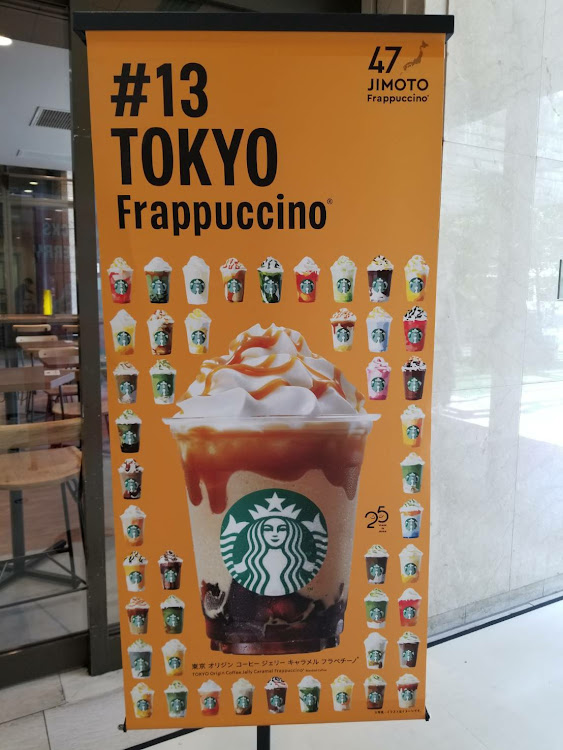 #13
TOKYO
Frappuccino®
47
JIMOTO
Frappuccino®
25
東京 オリジン コーヒー ジェリー キャラメル フラペチーノ®
TOKYO Origin Coffee Jelly Caramel Frappuccino®